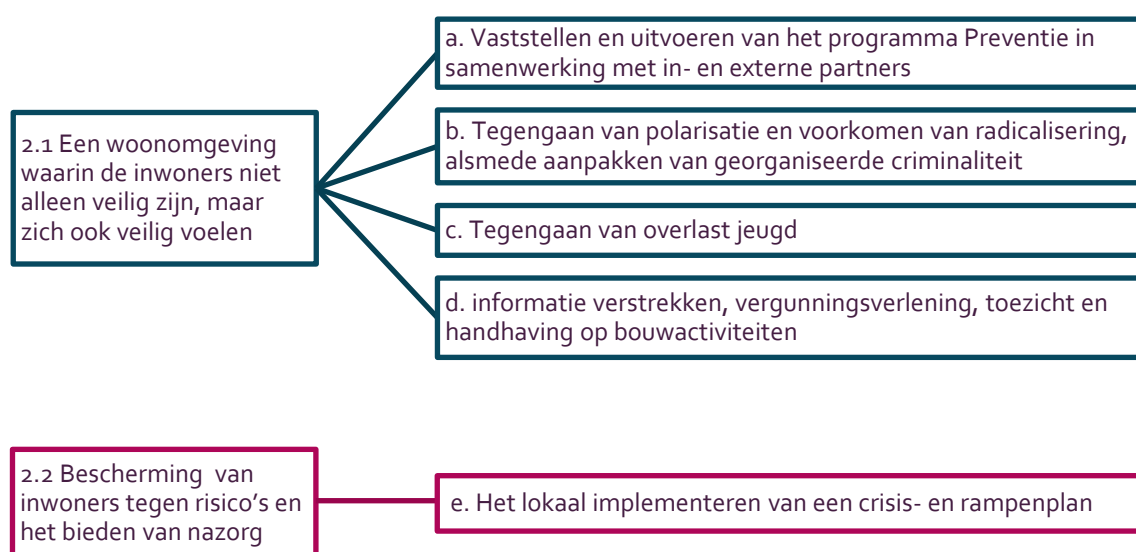 a. Vaststellen en uitvoeren van het programma Preventie in
samenwerking met in- en externe partners
2.1 Een woonomgeving
waarin de inwoners niet
alleen veilig zijn, maar
zich ook veilig voelen
b. Tegengaan van polarisatie en voorkomen van radicalisering,
alsmede aanpakken van georganiseerde criminaliteit
c. Tegengaan van overlast jeugd
d. informatie verstrekken, vergunningsverlening, toezicht en
handhaving op bouwactiviteiten
2.2 Bescherming  van
inwoners tegen risico's en
het bieden van nazorg
e. Het lokaal implementeren van een crisis- en rampenplan